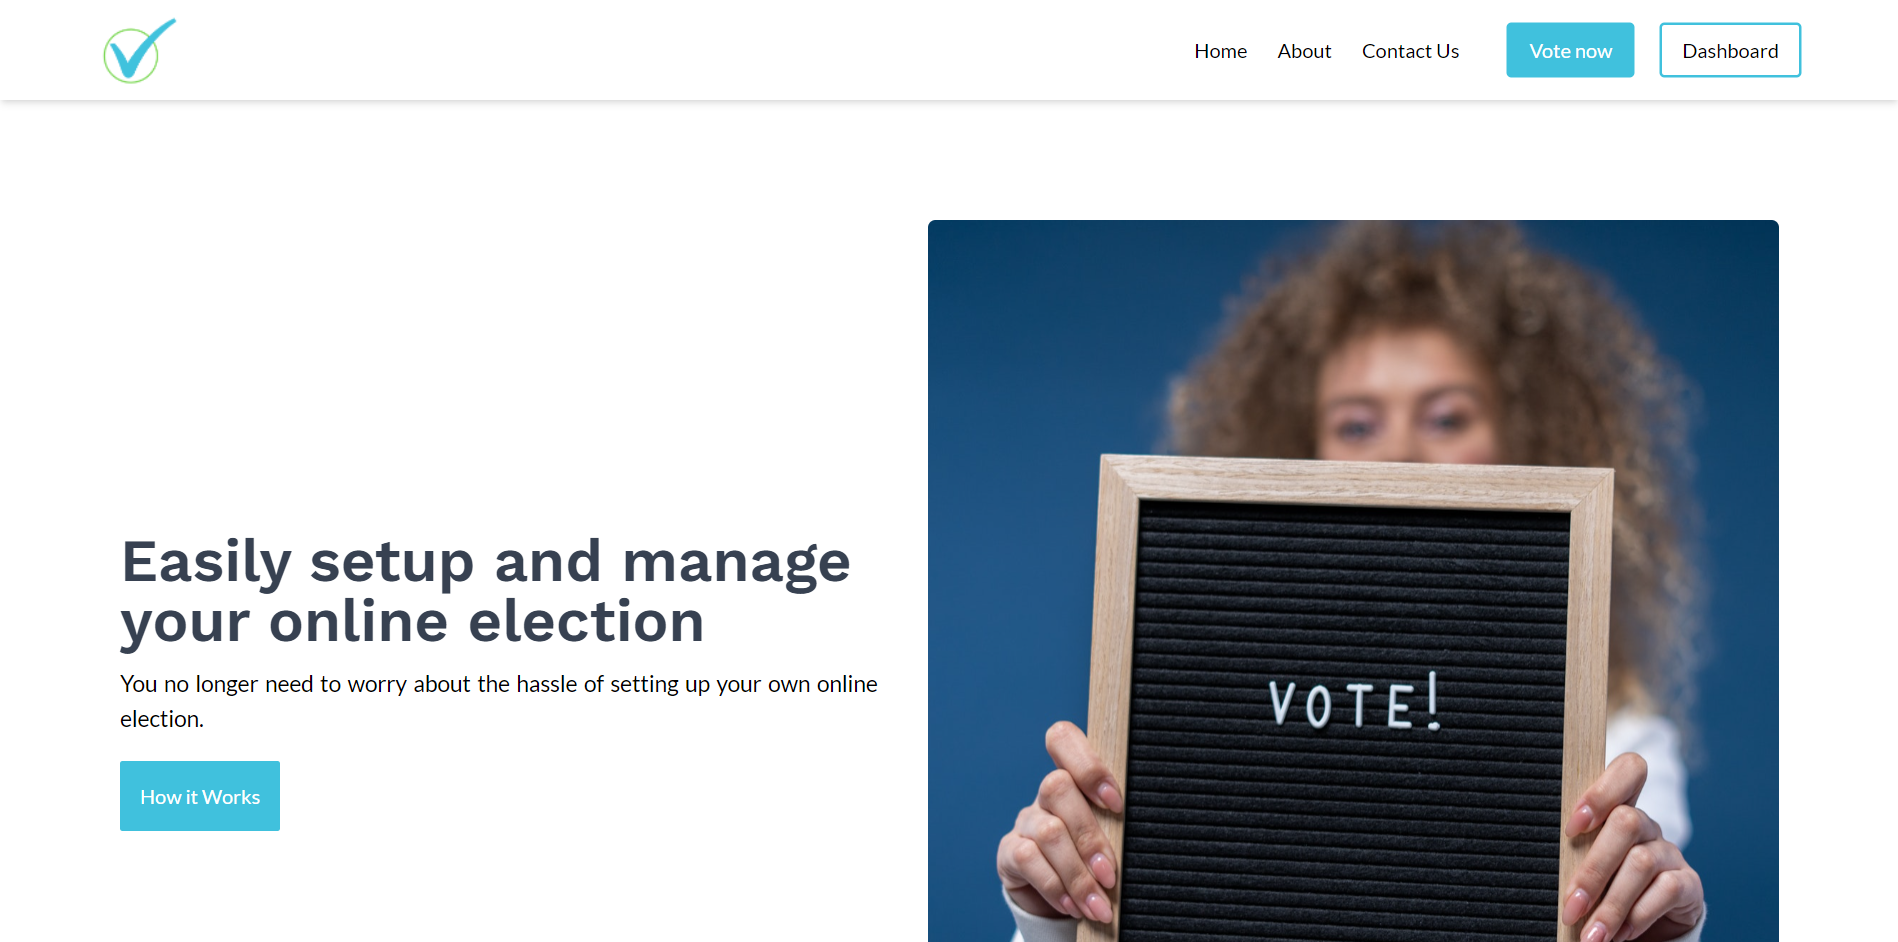 Home About Contact Us Vote now Dashboard
Easily setup and manage
your online election
You no longer need to worry about the hassle of setting up your own online
election.
How it Works
VOTE!